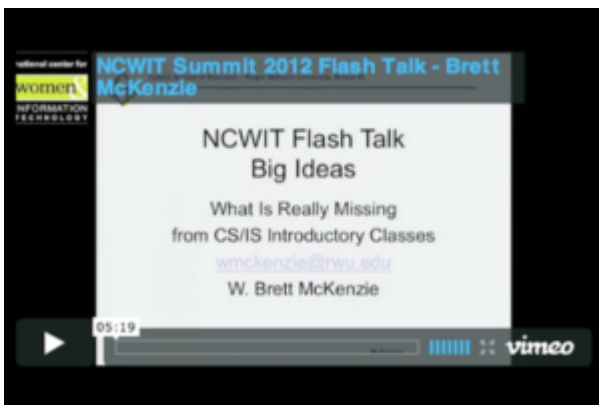 national center for
women&
INFORMATION
TECHNOLOGY
NCWIT Summit 2012 Flash Talk - Brett
McKenzie
NCWIT Flash Talk
Big Ideas
What Is Really Missing
from CS/IS Introductory Classes
wmckenzie@rwu.edu
W. Brett McKenzie
05:19
vimeo